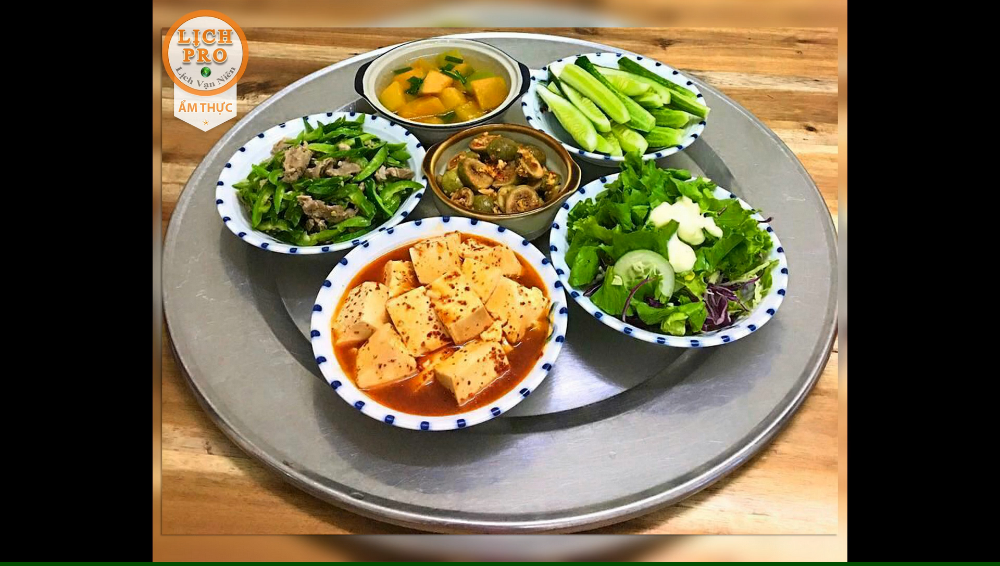 LỊCH
PRO
Lịch Vạn Niên
ẨM THỰC